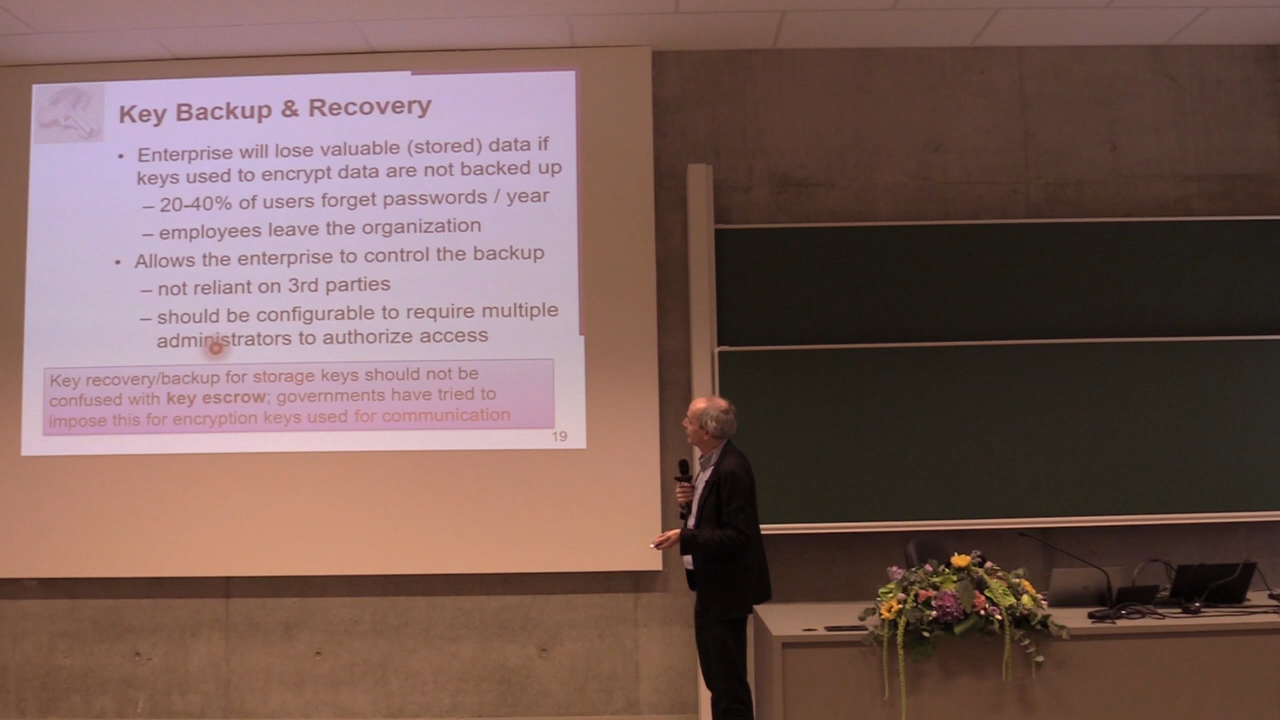 Key Backup & Recovery
• Enterprise will lose valuable (stored) data if
keys used to encrypt data are not backed up
– 20-40% of users forget passwords / year
– employees leave the organization
• Allows the enterprise to control the backup
– not reliant on 3rd parties
– should be configurable to require multiple
administrators to authorize access
Key recovery/backup for storage keys should not be
confused with key escrow; governments have tried to
impose this for encryption keys used for communication
19